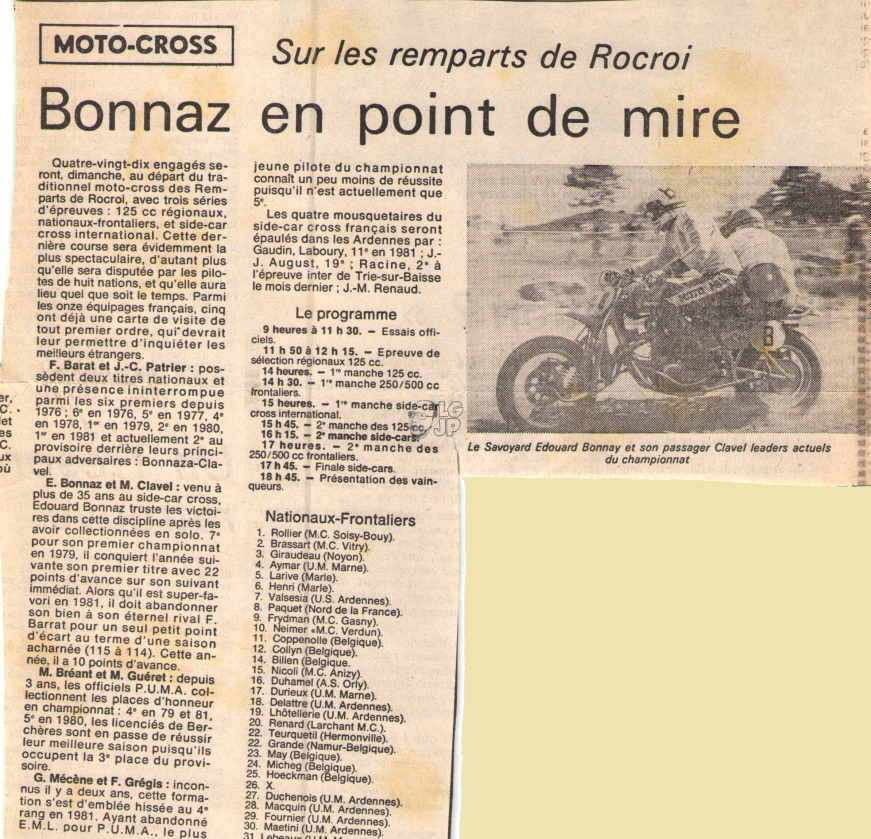 MOTO-CROSS
Sur les remparts de Rocroi
Bonnaz en point de mire
Quatre-vingt-dix engagés se-
ront, dimanche, au départ du tra-
ditionnel moto-cross des Rem-
parts de Rocroi, avec trois séries
d'épreuves : 125 cc régionaux,
nationaux-frontaliers, et side-car
cross international. Cette der-
nière course sera évidemment la
plus spectaculaire, d'autant plus
qu'elle sera disputée par les pilo-
tes de huit nations, et qu'elle aura
lieu quel que soit le temps. Parmi
les onze équipages français, cinq
ont déjà une carte de visite de
tout premier ordre, qui devrait
leur permettre d'inquiéter les
meilleurs étrangers.
F. Barat et J.-C. Patrier : pos-
sèdent deux titres nationaux et
une présence ininterrompue
parmi les six premiers depuis
1976 ; 6e en 1976, 5e en 1977, 4e
en 1978, 1er en 1979, 2e en 1980,
1er en 1981 et actuellement 2e au
provisoire derrière leurs princi-
paux adversaires : Bonnaza-Cla-
vel.
E. Bonnaz et M. Clavel : venu à
plus de 35 ans au side-car cross,
Edouard Bonnaz truste les victoi-
res dans cette discipline après les
avoir collectionnées en solo. 7e
pour son premier championnat
en 1979, il conquiert l'année sui-
vante son premier titre avec 22
points d'avance sur son suivant
immédiat. Alors qu'il est super-fa-
vori en 1981, il doit abandonner
son bien à son éternel rival F.
Barrat pour un seul petit point
d'écart au terme d'une saison
acharnée (115 à 114). Cette an-
née, il a 10 points d'avance.
M. Bréant et M. Guéret : depuis
3 ans, les officiels P.U.M.A. col-
lectionnent les places d'honneur
en championnat : 4e en 79 et 81,
5e en 1980, les licenciés de Ber-
chères sont en passe de réussir
leur meilleure saison puisqu'ils
occupent la 3e place du provi-
soire.
G. Mécène et F. Grégis : incon-
nus il y a deux ans, cette forma-
tion s'est d'emblée hissée au 4e
rang en 1981. Ayant abandonné
E.M.L. pour P.U.M.A., le plus
jeune pilote du championnat
connaît un peu moins de réussite
puisqu'il n'est actuellement que
5e.
Les quatre mousquetaires du
side-car cross français seront
épaulés dans les Ardennes par :
Gaudin, Laboury, 11e en 1981 ; J.-
J. August, 19e ; Racine, 2e à
l'épreuve inter de Trie-sur-Baisse
le mois dernier ; J.-M. Renaud.
Le programme
9 heures à 11 h 30. – Essais offi-
ciels.
11 h 50 à 12 h 15. – Epreuve de
sélection régionaux 125 cc.
14 heures. – 1re manche 125 cc.
14 h 30. – 1re manche 250/500 cc
frontaliers.
15 heures. – 1re manche side-car
cross international.
15 h 45. – 2e manche des 125 cc.
16 h 15. – 2e manche side-cars.
17 heures. – 2e manche des
250/500 cc frontaliers.
17 h 45. – Finale side-cars.
18 h 45. – Présentation des vain-
queurs.
Nationaux-Frontaliers
1. Rollier (M.C. Soisy-Bouy).
2. Brassart (M.C. Vitry).
3. Giraudeau (Noyon).
4. Aymar (U.M. Marne).
5. Larive (Marle).
6. Henri (Marle).
7. Valsesia (U.S. Ardennes).
8. Paquet (Nord de la France).
9. Frydman (M.C. Gasny).
10. Neimer «M.C. Verdun).
11. Coppenolle (Belgique).
12. Collyn (Belgique).
14. Billen (Belgique.
15. Nicoli (M.C. Anizy).
16. Duhamel (A.S. Orly).
17. Durieux (U.M. Marne).
18. Delattre (U.M. Ardennes).
19. Lhôtellerie (U.M. Ardennes).
20. Renard (Larchant M.C.).
22. Teurquetil (Hermonville).
22. Grande (Namur-Belgique).
23. May (Belgique).
24. Micheg (Belgique).
25. Hoeckman (Belgique).
26. X.
27. Duchenois (U.M. Ardennes).
28. Macquin (U.M. Ardennes).
29. Fournier (U.M. Ardennes).
30. Maetini (U.M. Ardennes).
31. Lebeaux
8
LG
JP
Le Savoyard Edouard Bonnay et son passager Clavel leaders actuels
du championnat